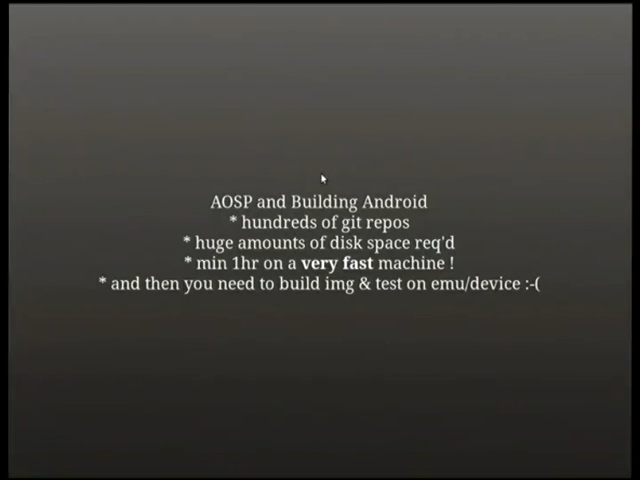 AOSP and Building Android
* hundreds of git repos
* huge amounts of disk space req'd
* min 1hr on a very fast machine !
* and then you need to build img & test on emu/device :-(